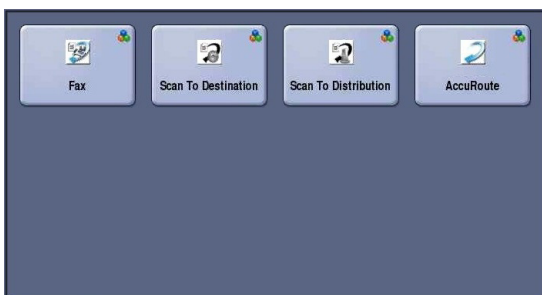 Fax
Scan To Destination
Scan To Distribution
AccuRoute